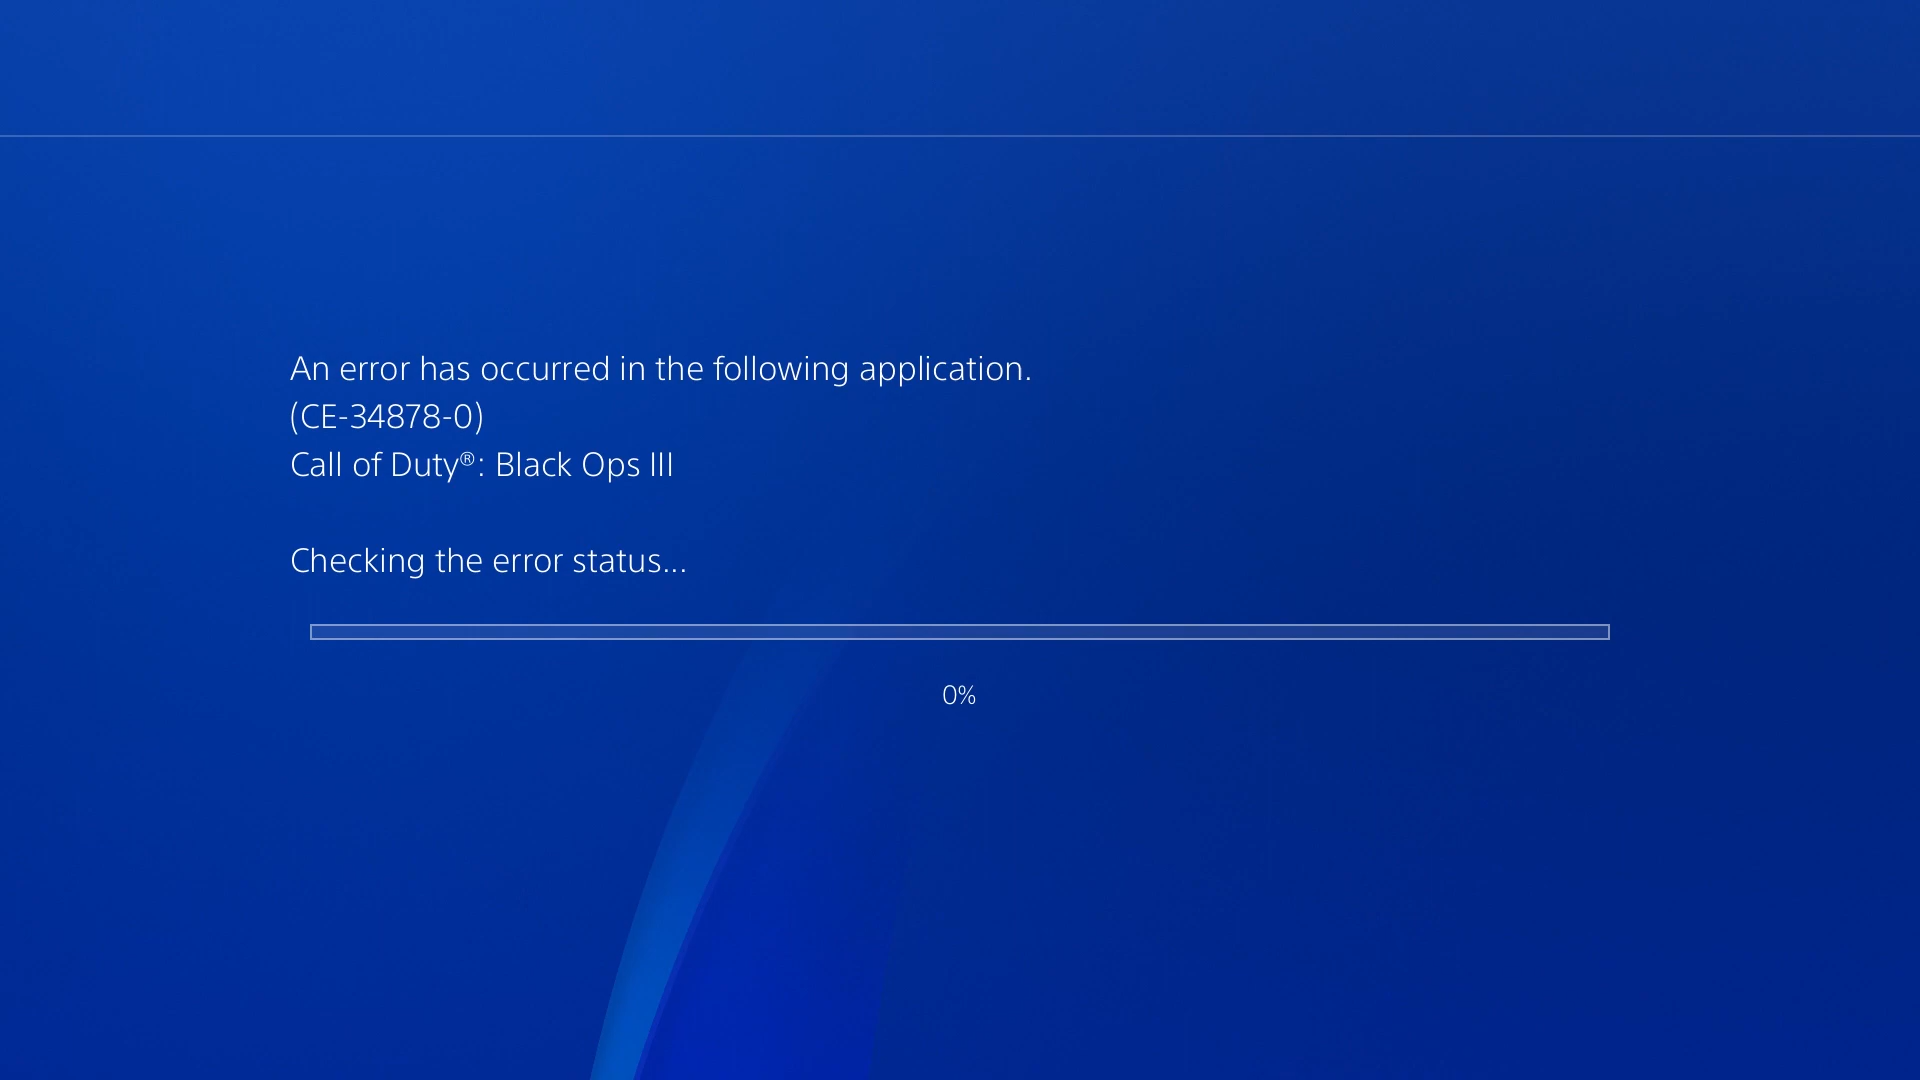 An error has occurred in the following application.
(CE-34878-0)
Call of Duty®: Black Ops III
Checking the error status...
0%